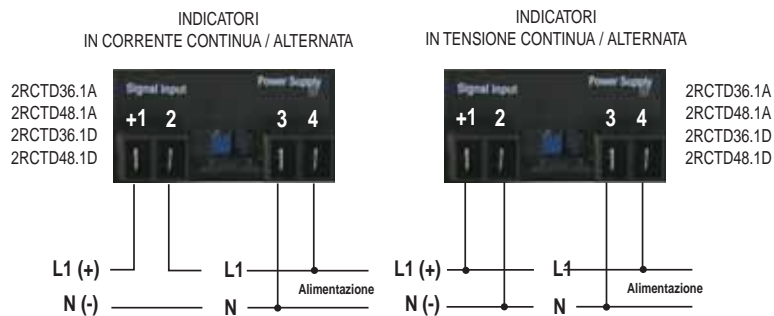 INDICATORI
IN CORRENTE CONTINUA / ALTERNATA
2RCTD36.1A
2RCTD48.1A
2RCTD36.1D
2RCTD48.1D
Signal Input
Power Supply
+1 2 3 4
L1 (+)
L1
Alimentazione
N (-)
N
INDICATORI
IN TENSIONE CONTINUA / ALTERNATA
Signal Input
Power Supply
+1 2 3 4
2RCTD36.1A
2RCTD48.1A
2RCTD36.1D
2RCTD48.1D
L1 (+)
L1
Alimentazione
N (-)
N